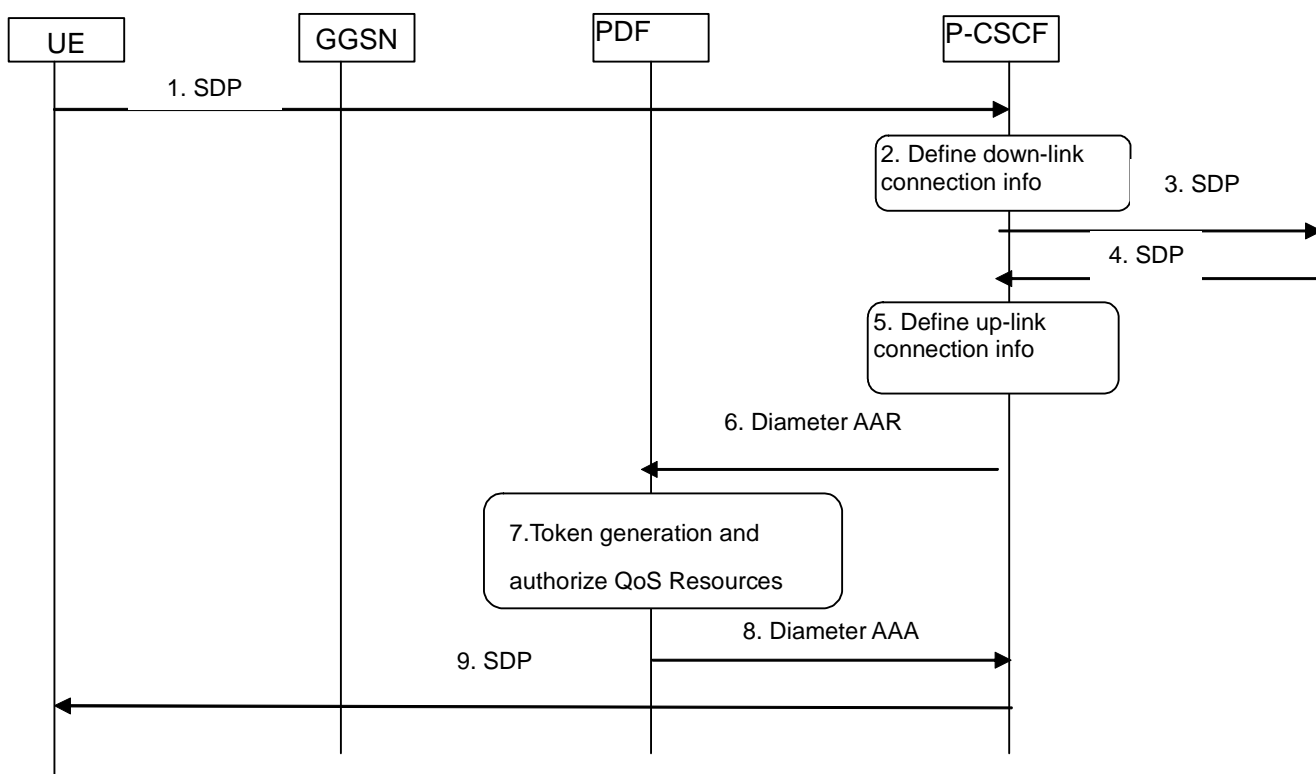 UE
GGSN
PDF
P-CSCF
1. SDP
2. Define down-link
connection info
3. SDP
4. SDP
5. Define up-link
connection info
6. Diameter AAR
7.Token generation and
authorize QoS Resources
8. Diameter AAA
9. SDP